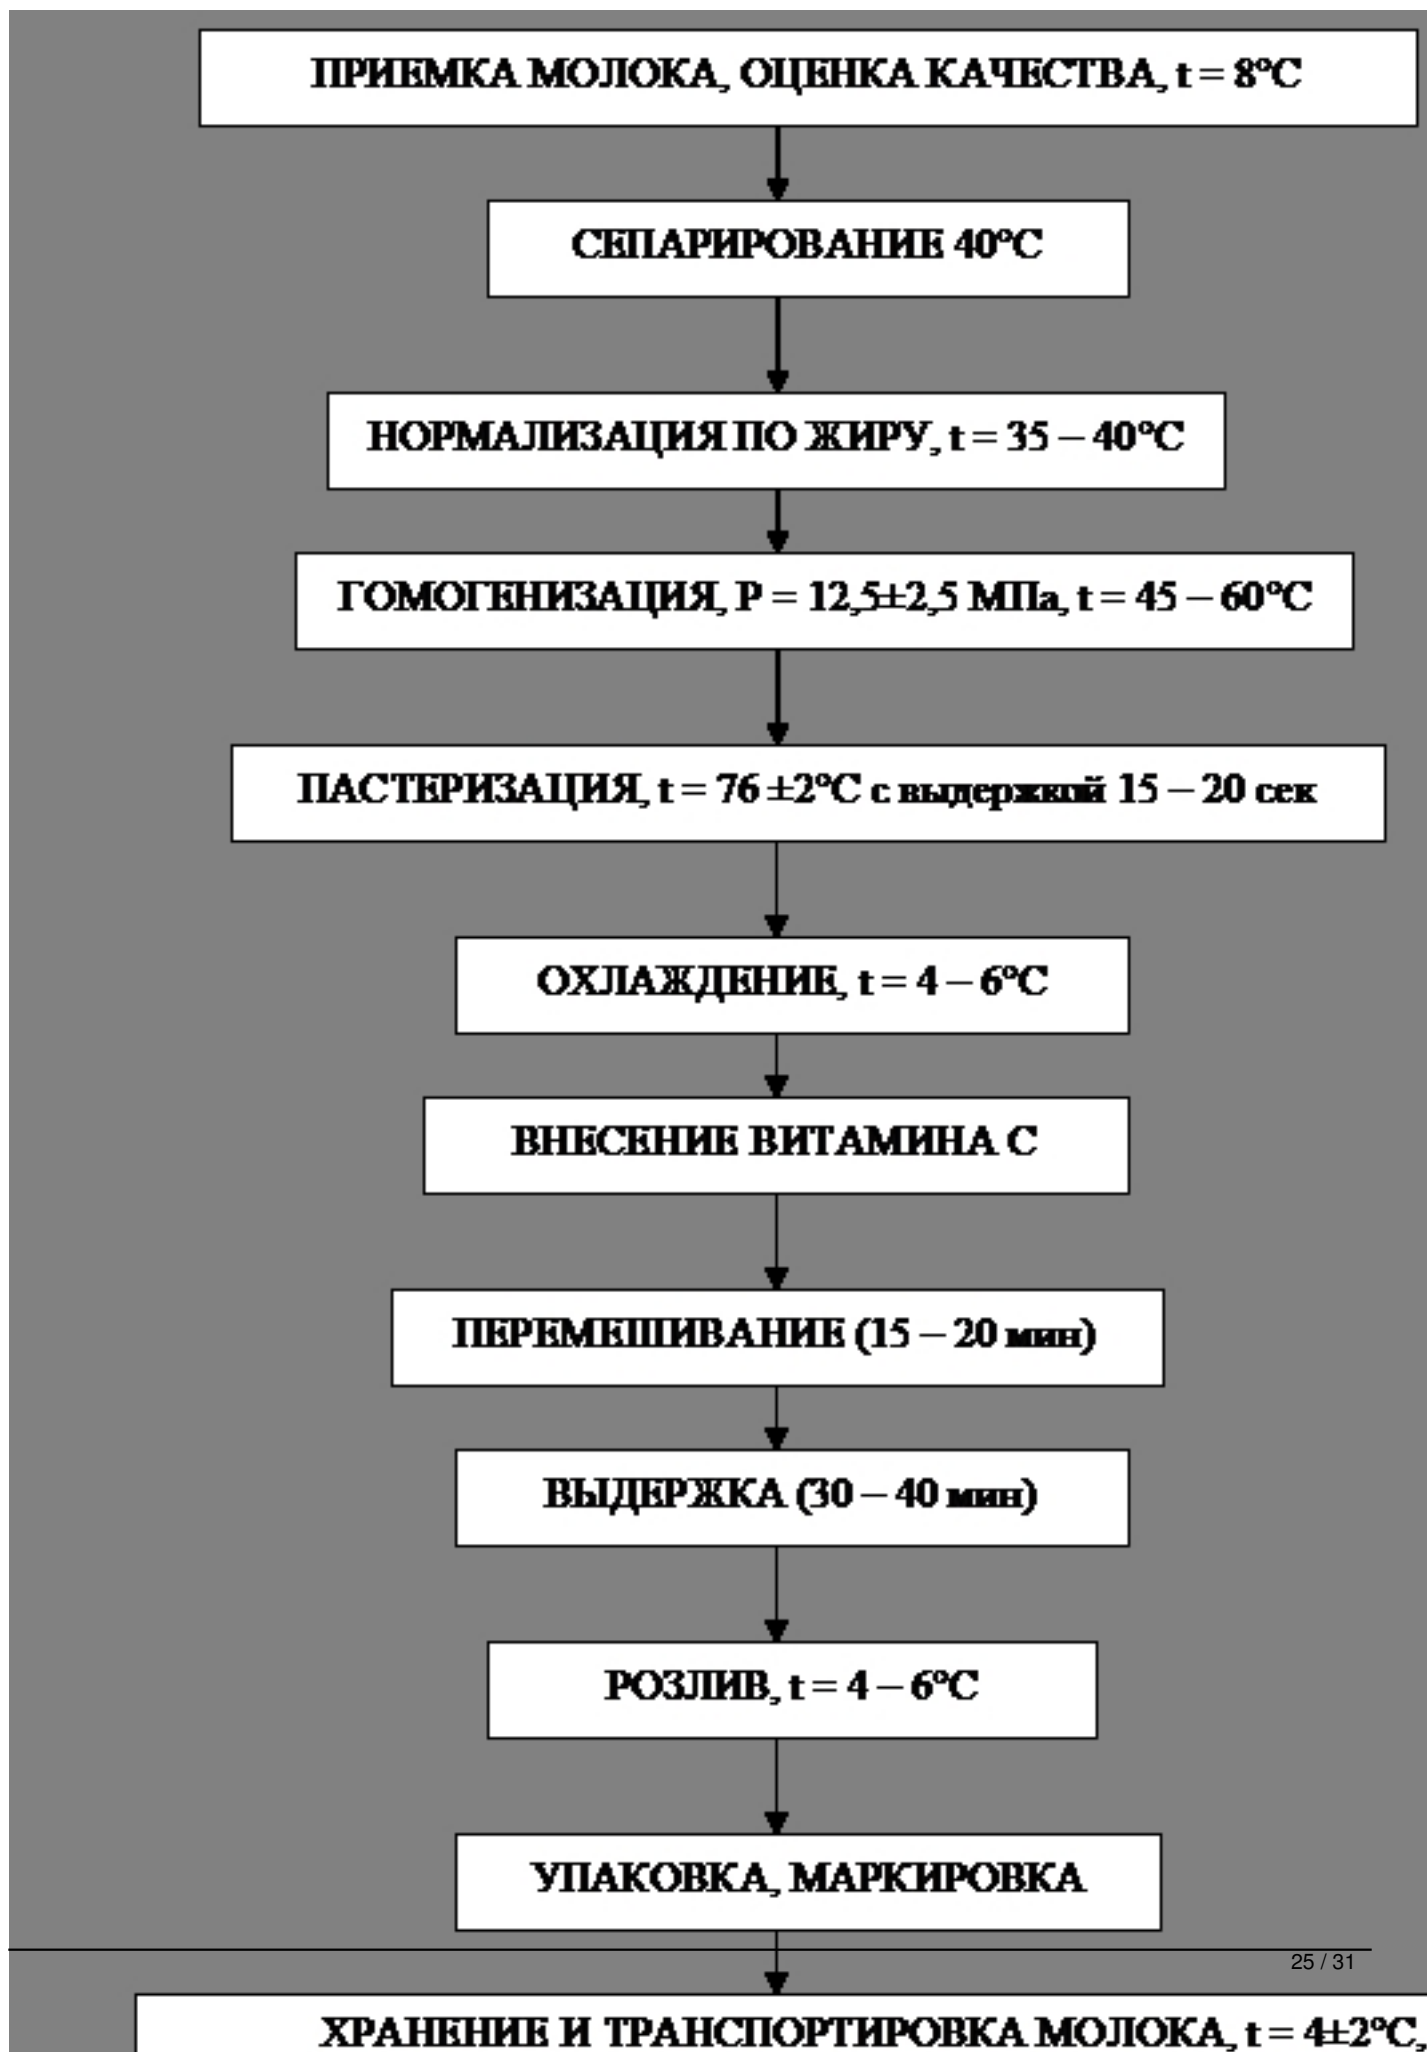 ПРИЕМКА МОЛОКА, ОЦЕНКА КАЧЕСТВА, t = 8°C
СЕПАРИРОВАНИЕ 40°C
НОРМАЛИЗАЦИЯ ПО ЖИРУ, t = 35 – 40°C
ГОМОГЕНИЗАЦИЯ, P = 12,5±2,5 МПа, t = 45 – 60°C
ПАСТЕРИЗАЦИЯ, t = 76 ±2°C с выдержкой 15 – 20 сек
ОХЛАЖДЕНИЕ, t = 4 – 6°C
ВНЕСЕНИЕ ВИТАМИНА С
ПЕРЕМЕШИВАНИЕ (15 – 20 мин)
ВЫДЕРЖКА (30 – 40 мин)
РОЗЛИВ, t = 4 – 6°C
УПАКОВКА, МАРКИРОВКА
25 / 31
ХРАНЕНИЕ И ТРАНСПОРТИРОВКА МОЛОКА, t = 4±2°C,